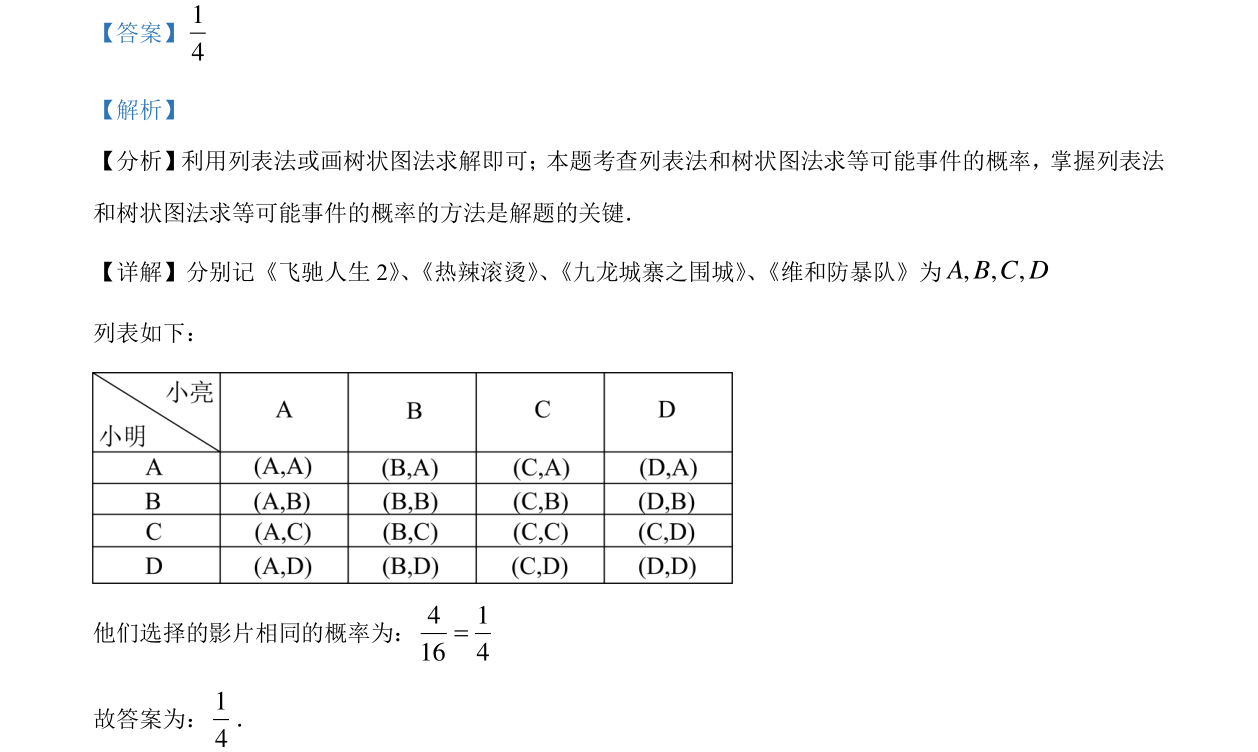 【答案】1/4
【解析】
【分析】利用列表法或画树状图法求解即可；本题考查列表法和树状图法求等可能事件的概率，掌握列表法
和树状图法求等可能事件的概率的方法是解题的关键．
【详解】分别记《飞驰人生 2》、《热辣滚烫》、《九龙城寨之围城》、《维和防暴队》为 A, B, C, D
列表如下：
小亮
小明 A B C D
A (A,A) (B,A) (C,A) (D,A)
B (A,B) (B,B) (C,B) (D,B)
C (A,C) (B,C) (C,C) (C,D)
D (A,D) (B,D) (C,D) (D,D)
他们选择的影片相同的概率为：4/16 = 1/4
故答案为：1/4．